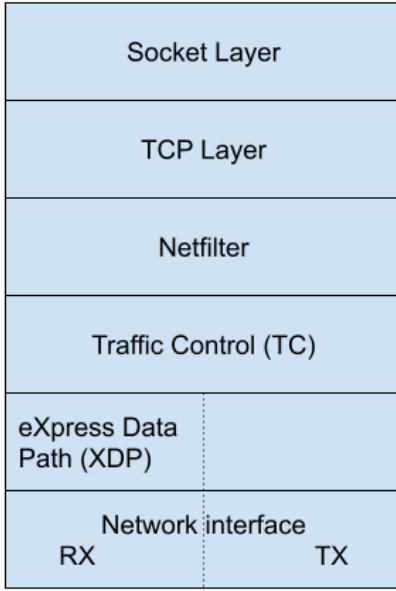 Socket Layer
TCP Layer
Netfilter
Traffic Control (TC)
eXpress Data
Path (XDP)
Network interface
RX TX